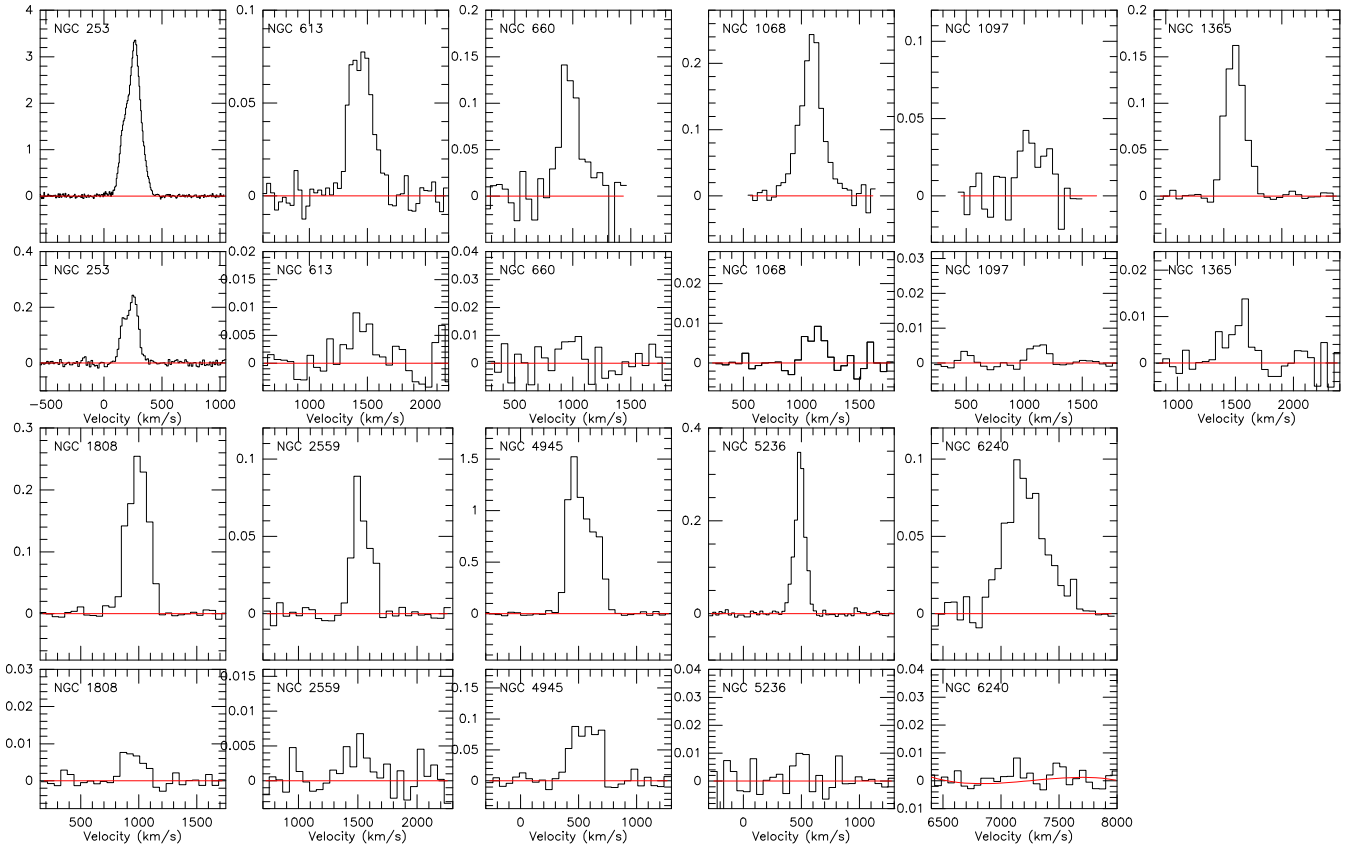 NGC 253 NGC 613 NGC 660 NGC 1068 NGC 1097 NGC 1365
4 0.1 0.2 0.2 0.1 0.2
3 0.15 0.15
2 0.05 0.1 0.1 0.05 0.1
1 0.05 0.05
0 0 0 0 0 0
NGC 253 NGC 613 NGC 660 NGC 1068 NGC 1097 NGC 1365
0.4 0.02 0.04 0.02 0.03 0.02
0.015 0.03 0.02
0.2 0.01 0.02 0.01 0.01 0.01
0.005 0.01
0 0 0 0 0 0
−500 0 500 1000 1000 1500 2000 500 1000 1500 500 1000 1500 500 1000 1500 1000 1500 2000
Velocity (km/s) Velocity (km/s) Velocity (km/s) Velocity (km/s) Velocity (km/s) Velocity (km/s)
NGC 1808 NGC 2559 NGC 4945 NGC 5236 NGC 6240
0.3 0.1 1.5 0.4 0.1
0.2 1 0.2
0.1 0.05 0.5 0.05
0 0 0 0 0
NGC 1808 NGC 2559 NGC 4945 NGC 5236 NGC 6240
0.03 0.015 0.15 0.04 0.04
0.02 0.01 0.1 0.03 0.03
0.01 0.005 0.05 0.02 0.02
0.01 0.01
0 0 0 0 0
0.01
500 1000 1500 1000 1500 2000 0 500 1000 0 500 1000 6500 7000 7500 8000
Velocity (km/s) Velocity (km/s) Velocity (km/s) Velocity (km/s) Velocity (km/s)